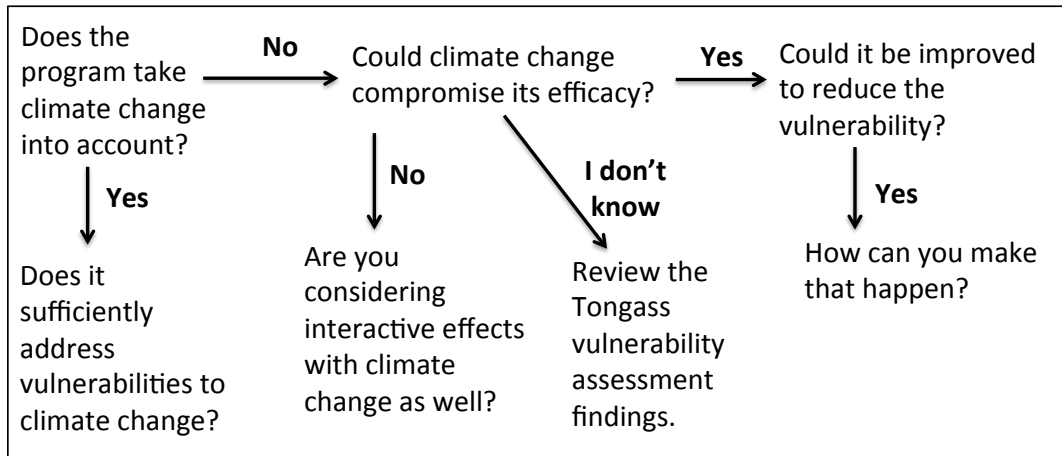 Does the
program take
climate change
into account?
No
Could climate change
compromise its efficacy?
Yes
Could it be improved
to reduce the
vulnerability?
Yes
Does it
sufficiently
address
vulnerabilities to
climate change?
No
Are you
considering
interactive effects
with climate
change as well?
I don’t
know
Review the
Tongass
vulnerability
assessment
findings.
Yes
How can you make
that happen?